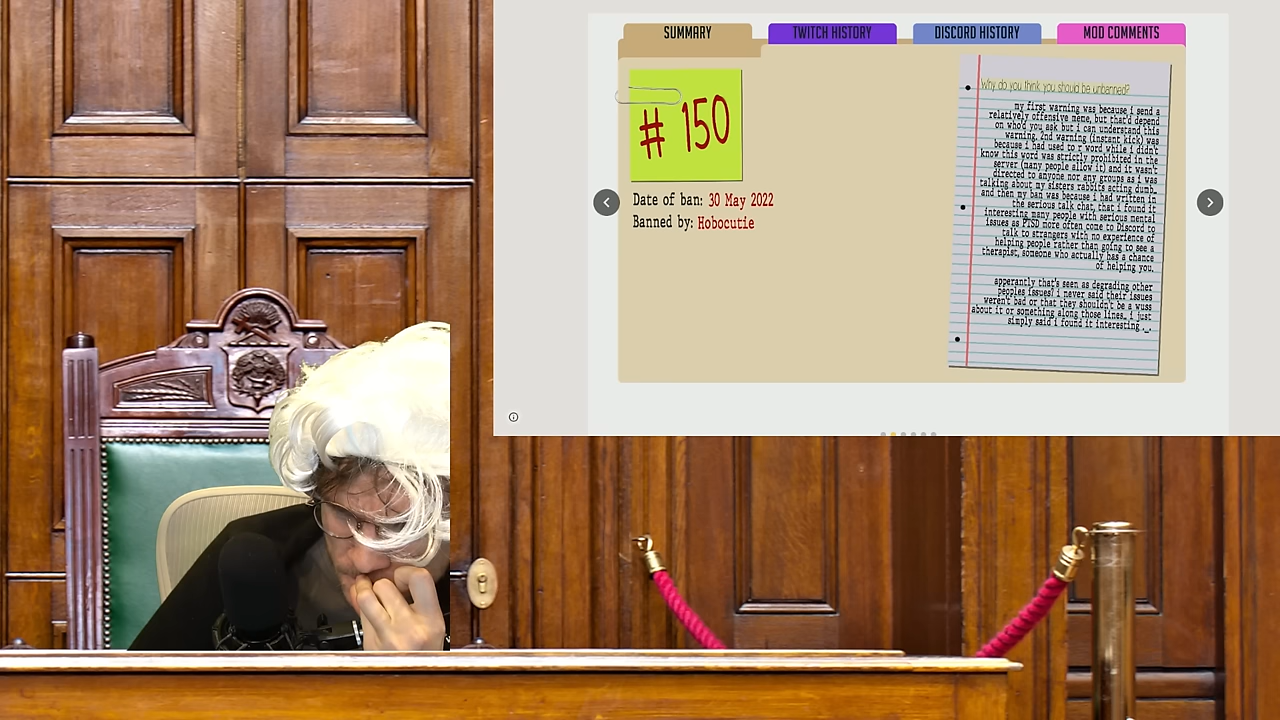 SUMMARY
TWITCH HISTORY
DISCORD HISTORY
MOD COMMENTS
# 150
Date of ban: 30 May 2022
Banned by: Hobocutie
Why do you think you should be unbanned?
my first warning was because i send a
relatively offensive meme, but that'd depend
on who you ask but i can understand this
warning. 2nd warning (instant kick) was
because i had used to r word while i didn't
know this word was strictly prohibited in the
server (many people allow it) and it wasn't
directed to anyone nor any groups as i was
talking about my sisters rabbits acting dumb.
and then my ban was because i had written in
the serious talk that, that i found it
interesting many people with serious mental
issues as PTSD more often come to Discord to
talk to strangers with no experience of
helping people rather than going to see a
therapist, someone who actually has a chance
of helping you.
apperantly that's seen as degrading other
peoples issues? i never said their issues
weren't bad or that they shouldn't be a wuss
about it or something along those lines. i just
simply said i found it interesting ._.